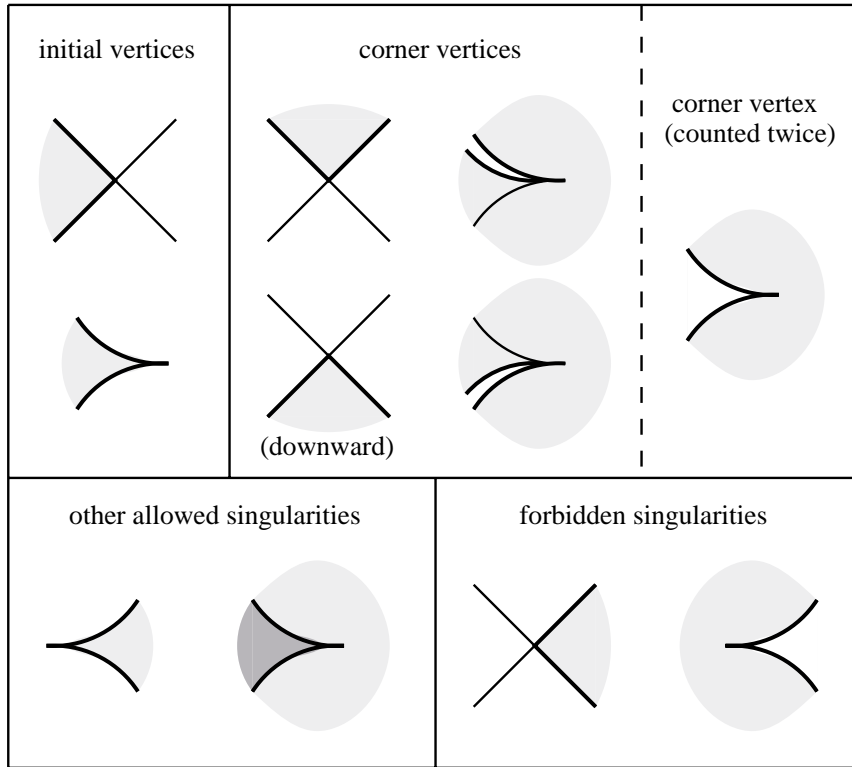 initial vertices
corner vertices
corner vertex
(counted twice)
(downward)
other allowed singularities
forbidden singularities